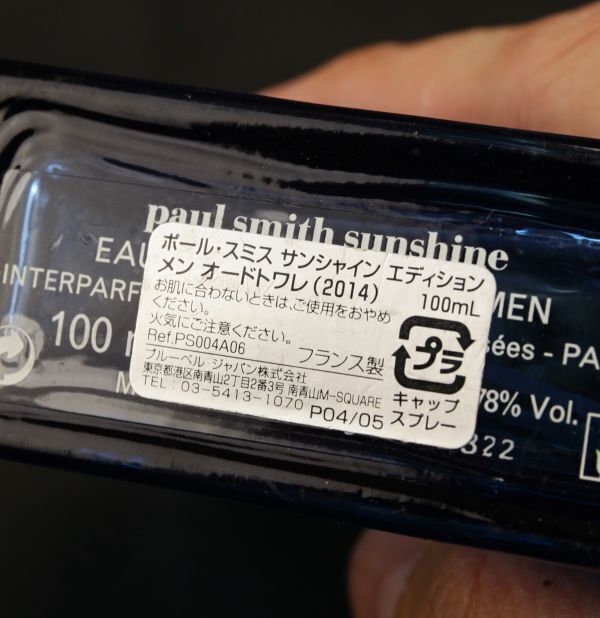 paul smith sunshine
EAU
MEN
INTERPARF
sées - PA
100 m
78% Vol.
322
ポール・スミス サンシャイン エディション
メン オードトワレ(2014) 100mL
お肌に合わないときは、ご使用をおやめ
ください。
火気にご注意ください。
Ref.PS004A06 フランス製
ブルーベル・ジャパン株式会社
東京都港区南青山2丁目2番3号 南青山M-SQUARE
TEL:03-5413-1070 P04/05
プラ
キャップ
スプレー